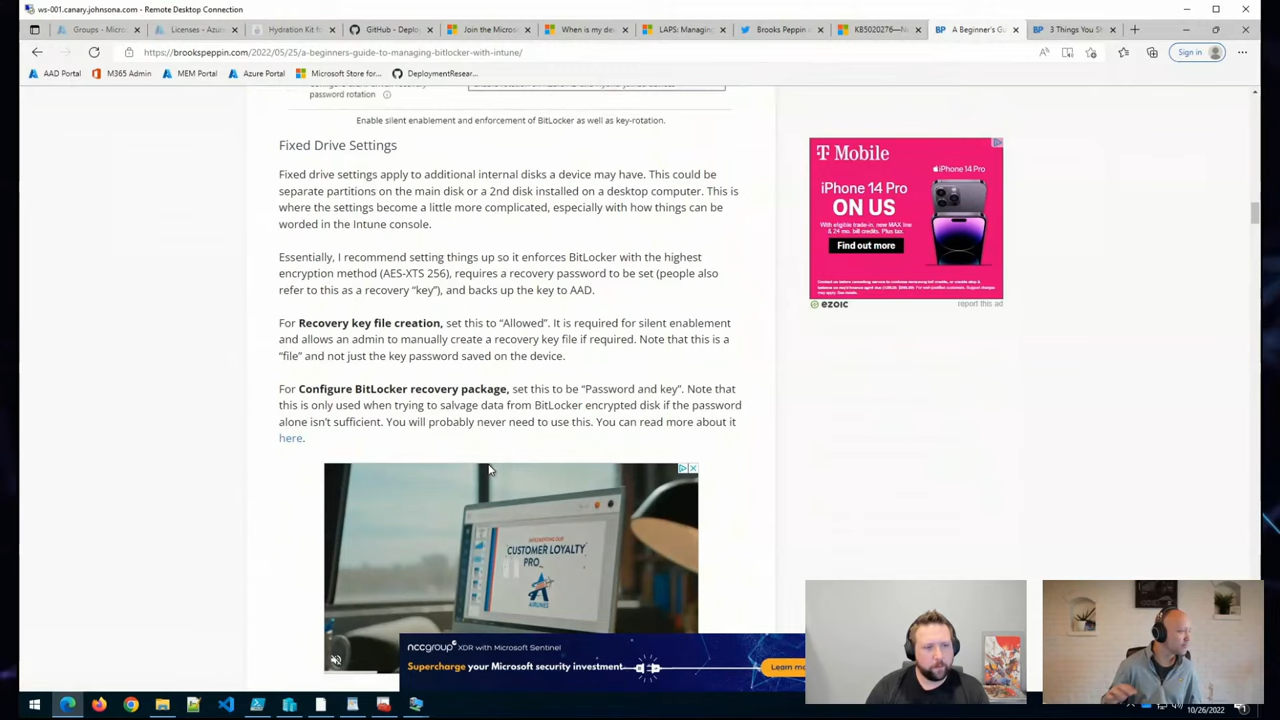 ws-001.canary.johnsona.com - Remote Desktop Connection
Groups - Micros
Licenses - Azure
Hydration Kit f
GitHub - Deplo
Join the Micros
When is my de
LAPS: Managin
Brooks Peppin
KB5020276—N
A Beginner's Gu
3 Things You Sh
https://brookspeppin.com/2022/05/25/a-beginners-guide-to-managing-bitlocker-with-intune/
Sign in
AAD Portal
M365 Admin
MEM Portal
Azure Portal
Microsoft Store for...
DeploymentResear...
password rotation
Enable silent enablement and enforcement of BitLocker as well as key-rotation.
Fixed Drive Settings
Fixed drive settings apply to additional internal disks a device may have. This could be
separate partitions on the main disk or a 2nd disk installed on a desktop computer. This is
where the settings become a little more complicated, especially with how things can be
worded in the Intune console.
Essentially, I recommend setting things up so it enforces BitLocker with the highest
encryption method (AES-XTS 256), requires a recovery password to be set (people also
refer to this as a recovery “key”), and backs up the key to AAD.
For Recovery key file creation, set this to “Allowed”. It is required for silent enablement
and allows an admin to manually create a recovery key file if required. Note that this is a
“file” and not just the key password saved on the device.
For Configure BitLocker recovery package, set this to be “Password and key”. Note that
this is only used when trying to salvage data from BitLocker encrypted disk if the password
alone isn’t sufficient. You will probably never need to use this. You can read more about it
here.
T Mobile
iPhone 14 Pro
iPhone 14 Pro
ON US
With eligible trade-in, new MAX line
& 24 mo. bill credits. Plus tax.
Find out more
ezoic
report this ad
CUSTOMER LOYALTY
PRO
AIRLINES
nccgroup XDR with Microsoft Sentinel
Supercharge your Microsoft security investment
Learn mo
10/26/2022